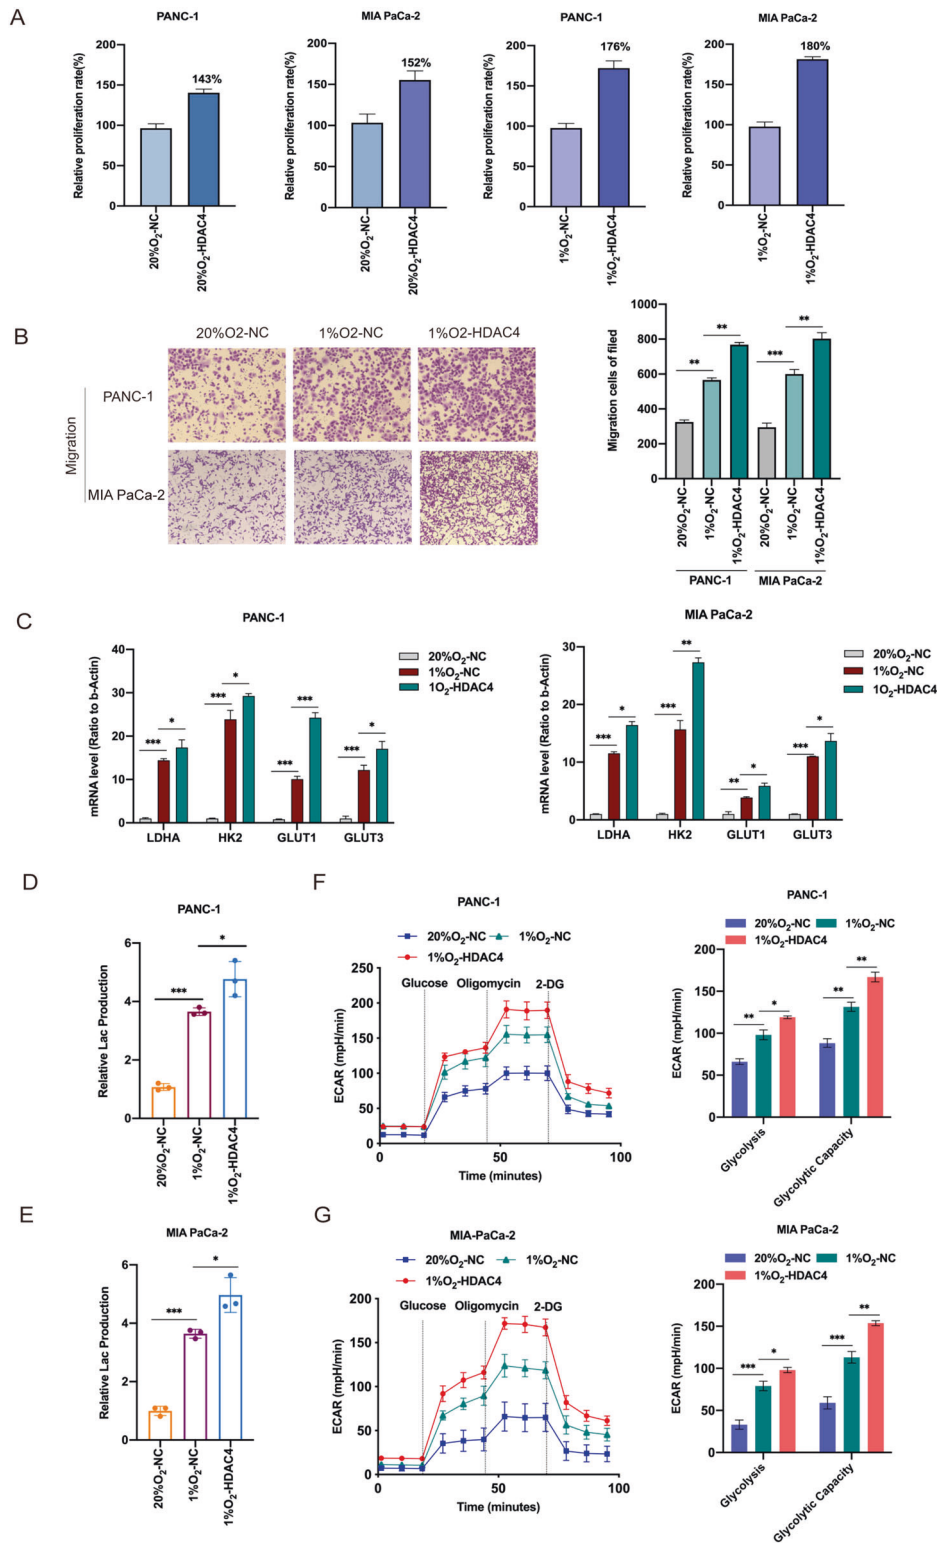 A
PANC-1
MIA PaCa-2
PANC-1
MIA PaCa-2
Relative proliferation rate(%)
200
150
100
50
0
143%
20%O₂-NC
20%O₂-HDAC4
Relative proliferation rate(%)
200
150
100
50
0
152%
20%O₂-NC
20%O₂-HDAC4
Relative proliferation rate(%)
200
150
100
50
0
176%
1%O₂-NC
1%O₂-HDAC4
Relative proliferation rate(%)
200
150
100
50
0
180%
1%O₂-NC
1%O₂-HDAC4
B
20%O2-NC
1%O2-NC
1%O2-HDAC4
Migration
PANC-1
MIA PaCa-2
Migration cells of filed
1000
800
600
400
200
0
**
**
***
**
20%O₂-NC
1%O₂-NC
1%O₂-HDAC4
20%O₂-NC
1%O₂-NC
1%O₂-HDAC4
PANC-1
MIA PaCa-2
C
PANC-1
mRNA level (Ratio to b-Actin)
40
30
20
10
0
20%O₂-NC
1%O₂-NC
1O₂-HDAC4
***
*
***
*
***
***
***
*
LDHA
HK2
GLUT1
GLUT3
MIA PaCa-2
mRNA level (Ratio to b-Actin)
30
20
10
0
20%O₂-NC
1%O₂-NC
1O₂-HDAC4
***
*
***
**
**
*
***
*
LDHA
HK2
GLUT1
GLUT3
D
PANC-1
Relative Lac Production
6
4
2
0
***
*
20%O₂-NC
1%O₂-NC
1%O₂-HDAC4
F
PANC-1
20%O₂-NC
1%O₂-NC
1%O₂-HDAC4
Glucose
Oligomycin
2-DG
ECAR (mpH/min)
250
200
150
100
50
0
0
50
100
Time (minutes)
PANC-1
20%O₂-NC
1%O₂-NC
1%O₂-HDAC4
ECAR (mpH/min)
200
150
100
50
0
**
*
**
**
Glycolysis
Glycolytic Capacity
E
MIA PaCa-2
Relative Lac Production
6
4
2
0
***
*
20%O₂-NC
1%O₂-NC
1%O₂-HDAC4
G
MIA-PaCa-2
20%O₂-NC
1%O₂-NC
1%O₂-HDAC4
Glucose
Oligomycin
2-DG
ECAR (mpH/min)
200
150
100
50
0
0
50
100
Time (minutes)
MIA PaCa-2
20%O₂-NC
1%O₂-NC
1%O₂-HDAC4
ECAR (mpH/min)
200
150
100
50
0
***
*
***
**
Glycolysis
Glycolytic Capacity